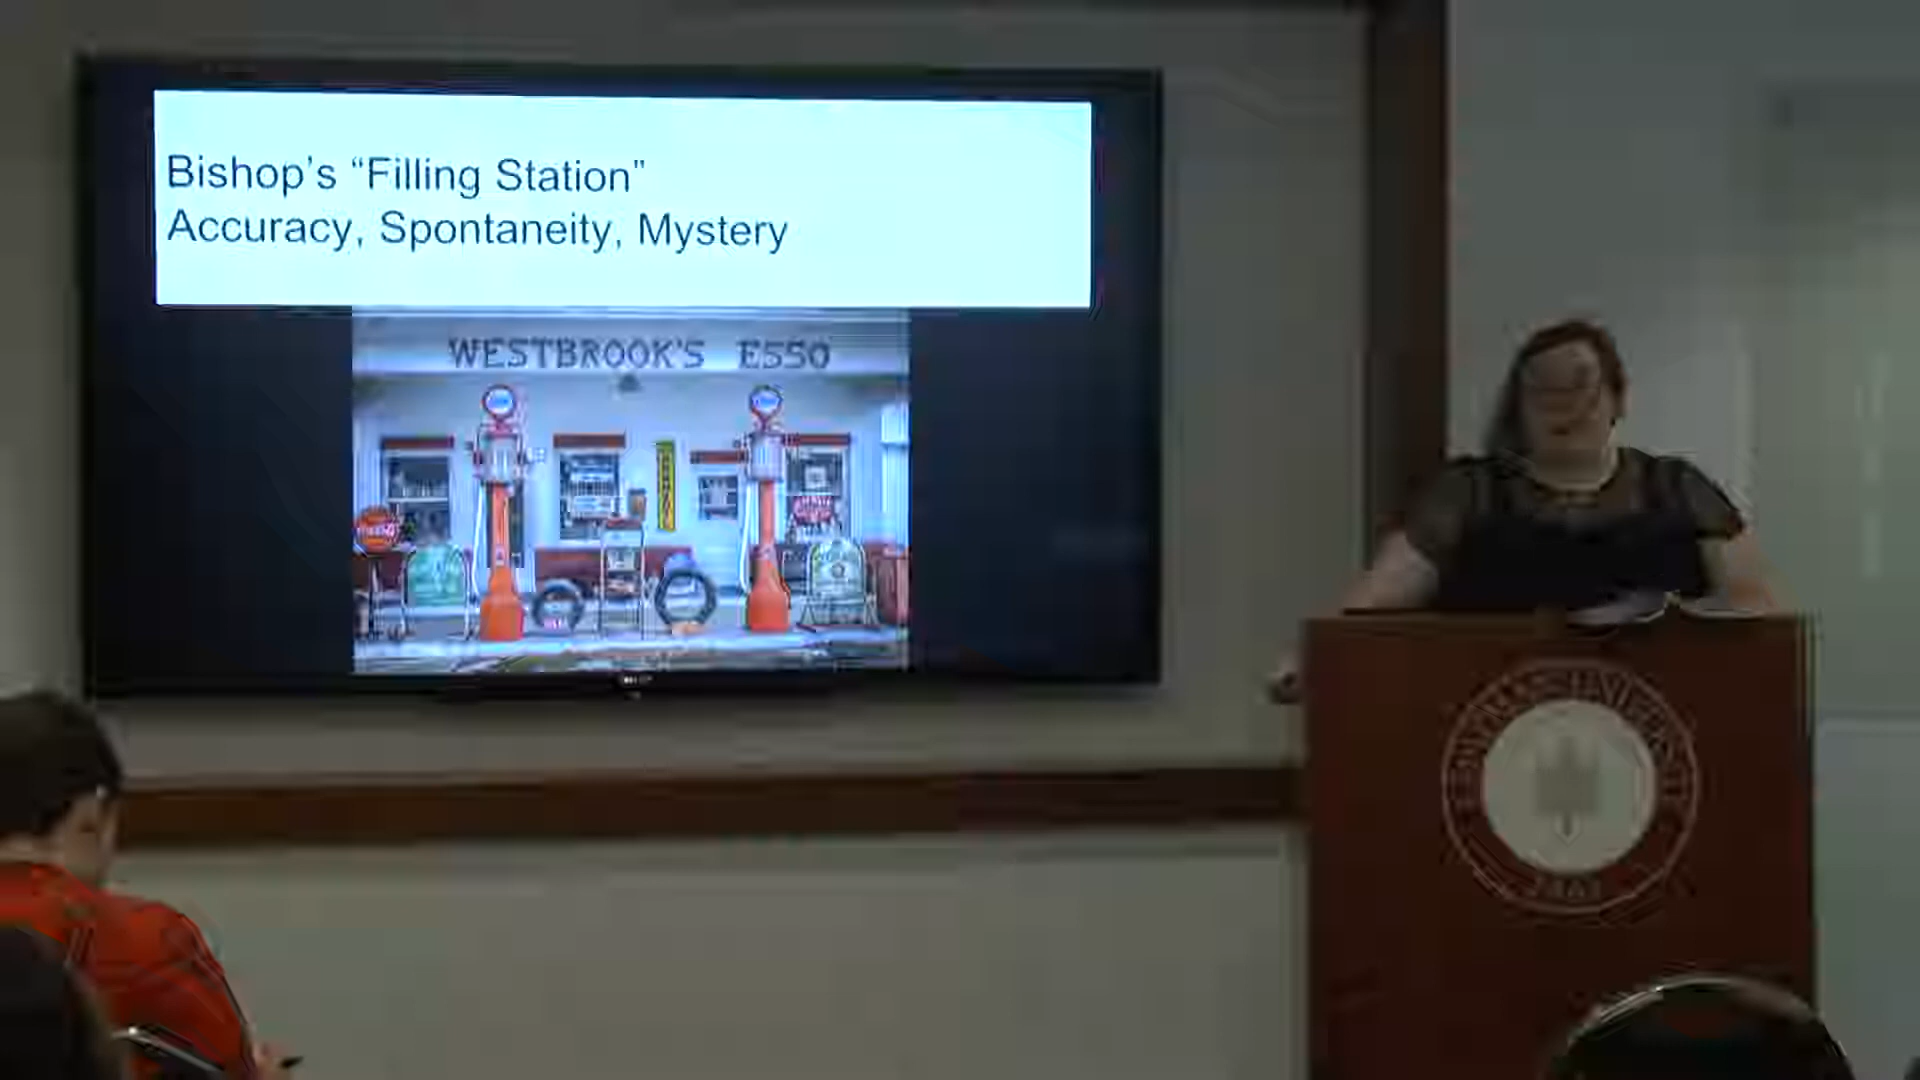 Bishop’s “Filling Station”
Accuracy, Spontaneity, Mystery
WESTBROOK'S ESSO